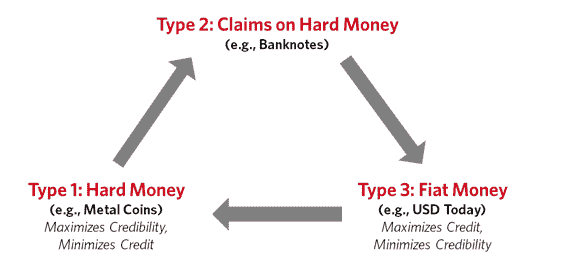 Type 2: Claims on Hard Money
(e.g., Banknotes)
Type 1: Hard Money
(e.g., Metal Coins)
Maximizes Credibility,
Minimizes Credit
Type 3: Fiat Money
(e.g., USD Today)
Maximizes Credit,
Minimizes Credibility